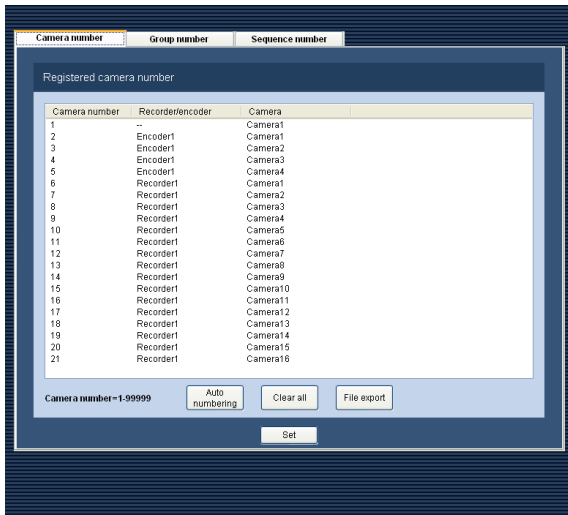 Camera number Group number Sequence number
Registered camera number
Camera number Recorder/encoder Camera
1 -- Camera1
2 Encoder1 Camera1
3 Encoder1 Camera2
4 Encoder1 Camera3
5 Encoder1 Camera4
6 Recorder1 Camera1
7 Recorder1 Camera2
8 Recorder1 Camera3
9 Recorder1 Camera4
10 Recorder1 Camera5
11 Recorder1 Camera6
12 Recorder1 Camera7
13 Recorder1 Camera8
14 Recorder1 Camera9
15 Recorder1 Camera10
16 Recorder1 Camera11
17 Recorder1 Camera12
18 Recorder1 Camera13
19 Recorder1 Camera14
20 Recorder1 Camera15
21 Recorder1 Camera16
Camera number=1-99999
Auto
numbering
Clear all
File export
Set